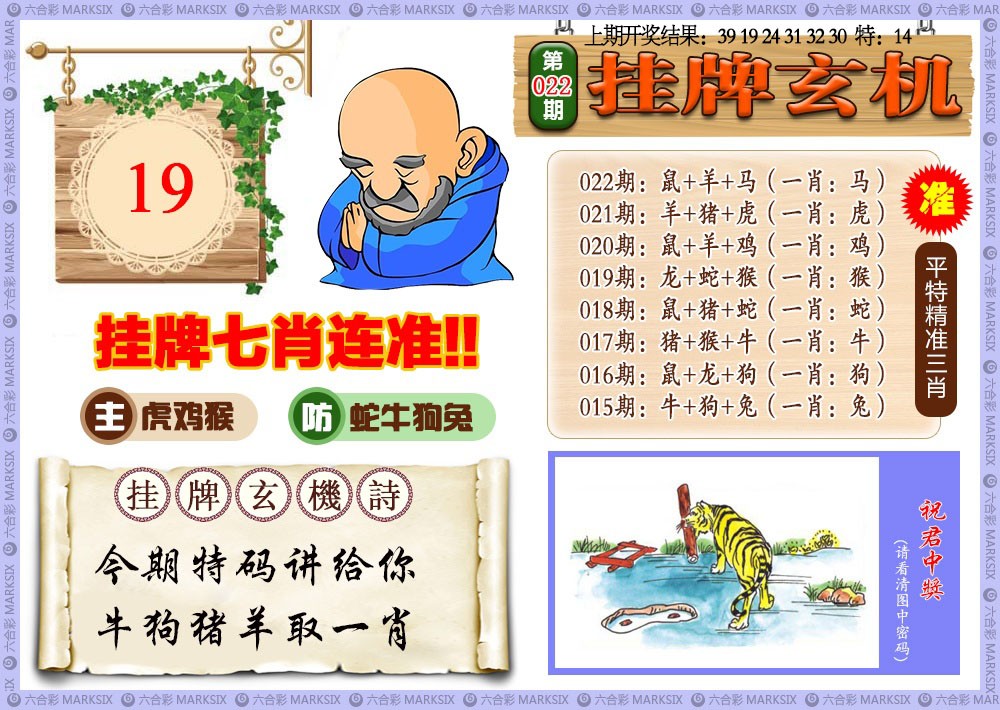 六合彩 MARKSIX
上期开奖结果：39 19 24 31 32 30 特：14
第
022
期
挂牌玄机
19
022期：鼠+羊+马（一肖：马）
021期：羊+猪+虎（一肖：虎）
020期：鼠+羊+鸡（一肖：鸡）
019期：龙+蛇+猴（一肖：猴）
018期：鼠+猪+蛇（一肖：蛇）
017期：猪+猴+牛（一肖：牛）
016期：鼠+龙+狗（一肖：狗）
015期：牛+狗+兔（一肖：兔）
准
平特精准三肖
挂牌七肖连准!!
主 虎鸡猴
防 蛇牛狗兔
挂牌玄機詩
今期特码讲给你
牛狗猪羊取一肖
祝君中奖
（请看清图中密码）